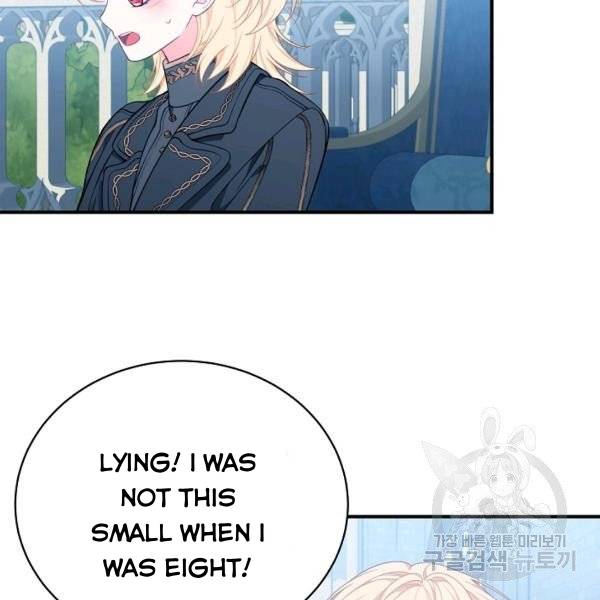 LYING! I WAS
NOT THIS
SMALL WHEN I
WAS EIGHT!
가장 빠른 웹툰 미리보기
구글검색 뉴토끼